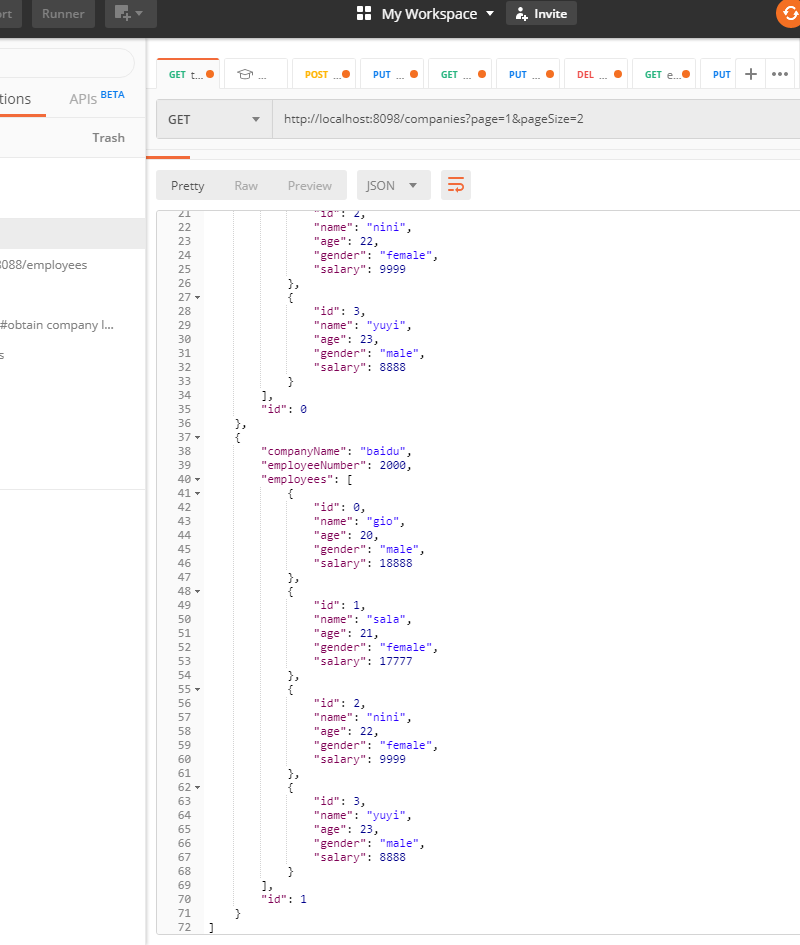 ort Runner My Workspace Invite
tions APIs BETA
Trash
8088/employees
#obtain company l...
s
GET t... ... POST ... PUT ... GET ... PUT ... DEL ... GET e... PUT + •••
GET http://localhost:8098/companies?page=1&pageSize=2
Pretty Raw Preview JSON
21 "id": 2,
22 "name": "nini",
23 "age": 22,
24 "gender": "female",
25 "salary": 9999
26 },
27 {
28 "id": 3,
29 "name": "yuyi",
30 "age": 23,
31 "gender": "male",
32 "salary": 8888
33 }
34 ],
35 "id": 0
36 },
37 {
38 "companyName": "baidu",
39 "employeeNumber": 2000,
40 "employees": [
41 {
42 "id": 0,
43 "name": "gio",
44 "age": 20,
45 "gender": "male",
46 "salary": 18888
47 },
48 {
49 "id": 1,
50 "name": "sala",
51 "age": 21,
52 "gender": "female",
53 "salary": 17777
54 },
55 {
56 "id": 2,
57 "name": "nini",
58 "age": 22,
59 "gender": "female",
60 "salary": 9999
61 },
62 {
63 "id": 3,
64 "name": "yuyi",
65 "age": 23,
66 "gender": "male",
67 "salary": 8888
68 }
69 ],
70 "id": 1
71 }
72 ]